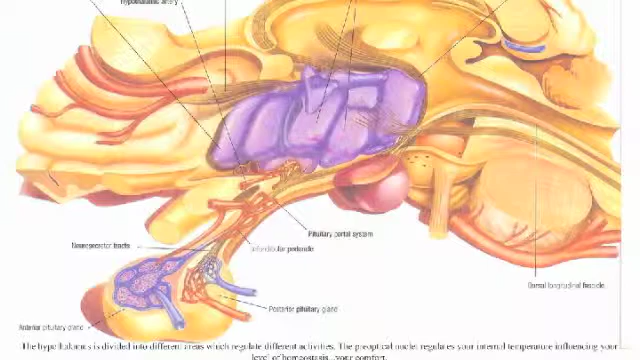 hypothalamic artery
Pituitary portal system
Neurosecretor tracts
Infundibular peduncle
Posterior pituitary gland
Dorsal longitudinal fascicle
Anterior pituitary gland
The hypothalamus is divided into different areas which regulate different activities. The preoptical nuclei regulates your internal temperature influencing your
level of homeostasis...your comfort.